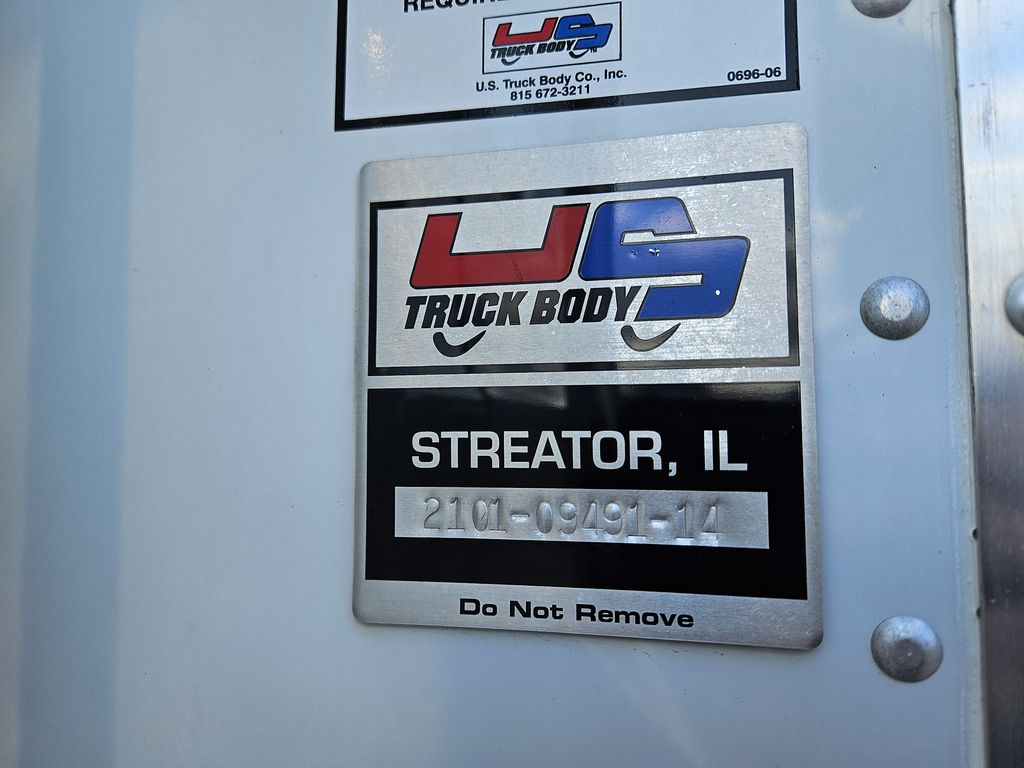 US
TRUCK BODY™
U.S. Truck Body Co., Inc.
815 672-3211
0696-06
US
TRUCK BODY
STREATOR, IL
2101-09491-14
Do Not Remove